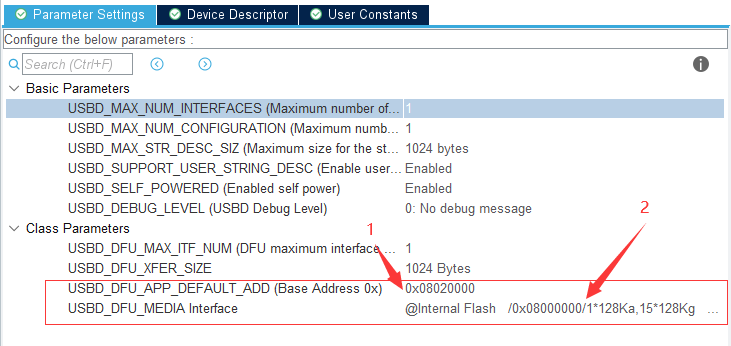 Parameter Settings Device Descriptor User Constants
Configure the below parameters :
Search (Ctrl+F)
Basic Parameters
USBD_MAX_NUM_INTERFACES (Maximum number of... 1
USBD_MAX_NUM_CONFIGURATION (Maximum numb... 1
USBD_MAX_STR_DESC_SIZ (Maximum size for the st... 1024 bytes
USBD_SUPPORT_USER_STRING_DESC (Enable user... Enabled
USBD_SELF_POWERED (Enabled self power) Enabled
USBD_DEBUG_LEVEL (USBD Debug Level) 0: No debug message
1
2
Class Parameters
USBD_DFU_MAX_ITF_NUM (DFU maximum interface ... 1
USBD_DFU_XFER_SIZE 1024 Bytes
USBD_DFU_APP_DEFAULT_ADD (Base Address 0x) 0x08020000
USBD_DFU_MEDIA Interface @Internal Flash /0x08000000/1*128Ka,15*128Kg ...